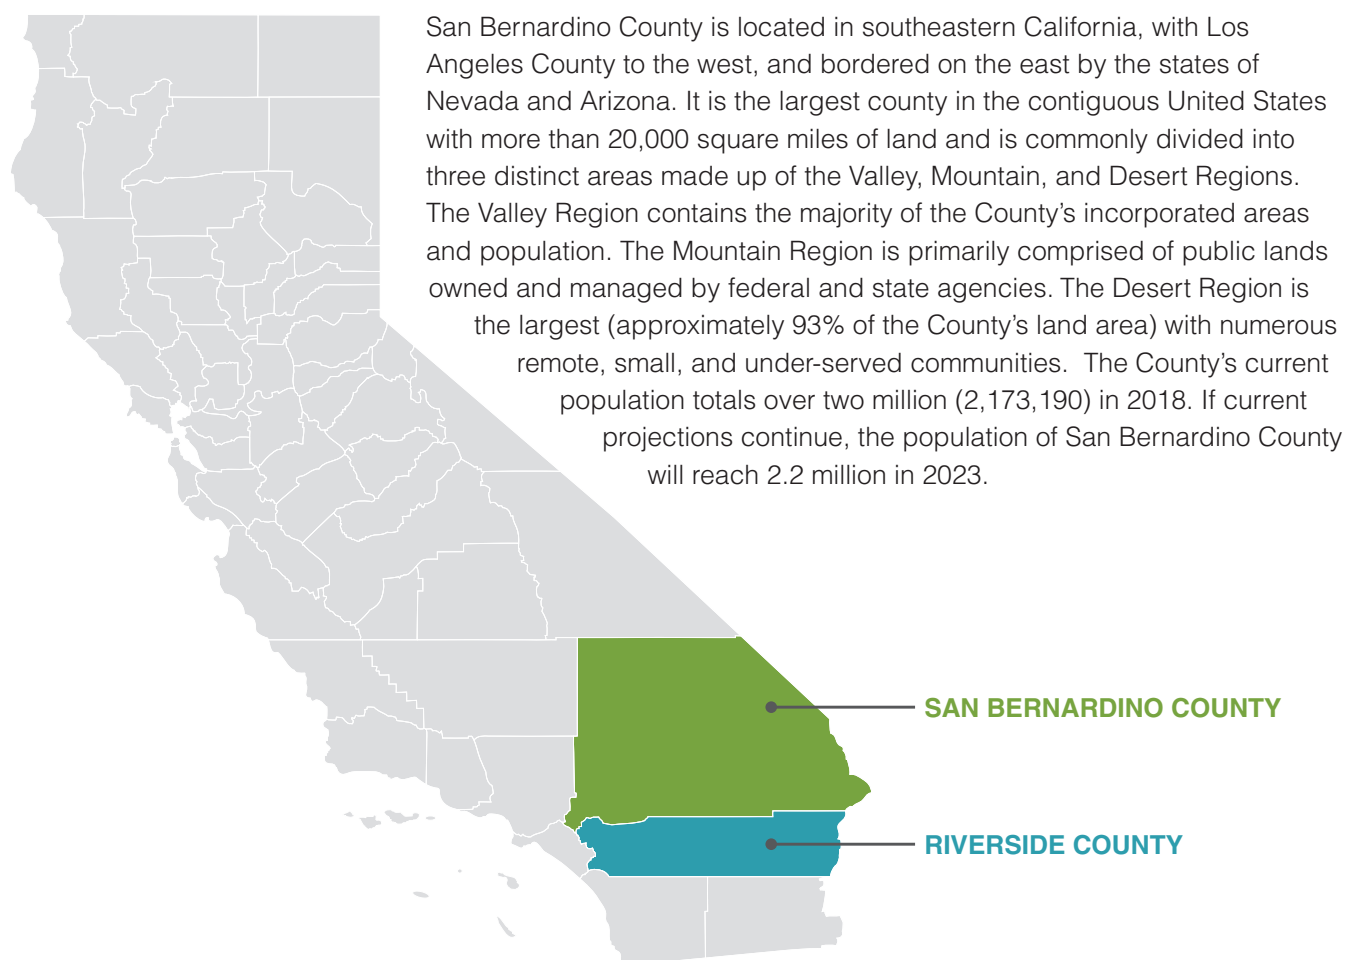 San Bernardino County is located in southeastern California, with Los
Angeles County to the west, and bordered on the east by the states of
Nevada and Arizona. It is the largest county in the contiguous United States
with more than 20,000 square miles of land and is commonly divided into
three distinct areas made up of the Valley, Mountain, and Desert Regions.
The Valley Region contains the majority of the County’s incorporated areas
and population. The Mountain Region is primarily comprised of public lands
owned and managed by federal and state agencies. The Desert Region is
the largest (approximately 93% of the County’s land area) with numerous
remote, small, and under-served communities.  The County’s current
population totals over two million (2,173,190) in 2018. If current
projections continue, the population of San Bernardino County
will reach 2.2 million in 2023.
SAN BERNARDINO COUNTY
RIVERSIDE COUNTY